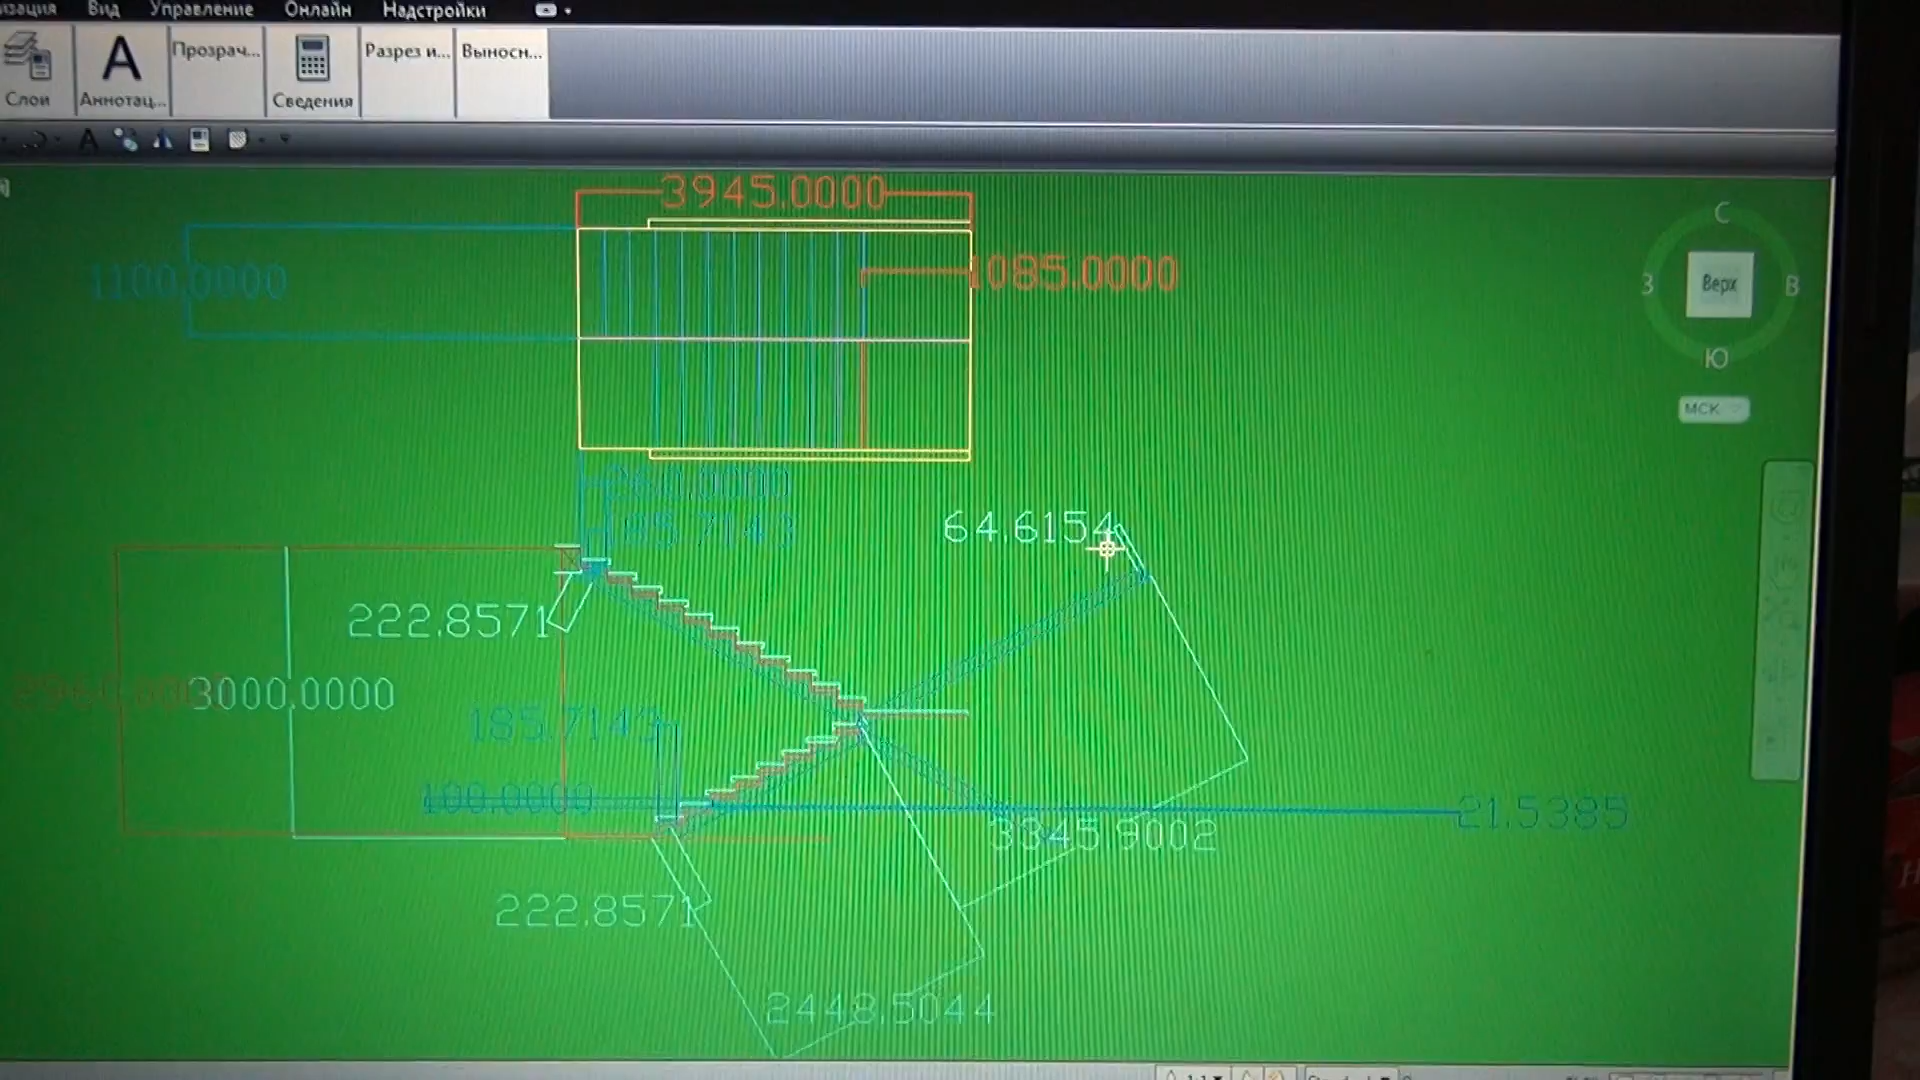 Вид Управление Онлайн Надстройки
Слои
Аннотац...
Прозрач...
Сведения
Разрез и...
Выносн...
3945.0000
1100.0000
1085.0000
С
З Верх В
Ю
МСК
185.7143
64.6154
222.8571
3000.0000
185.7143
100.0000
21.5385
3345.9002
222.8571
2448.5044